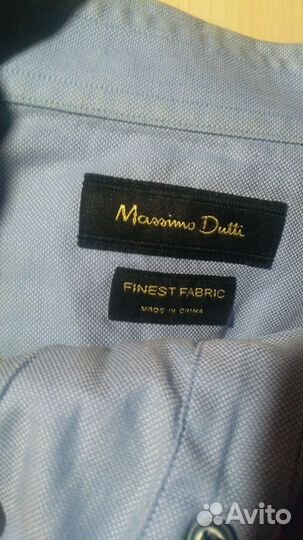 Massimo Dutti
FINEST FABRIC
MADE IN CHINA
Avito